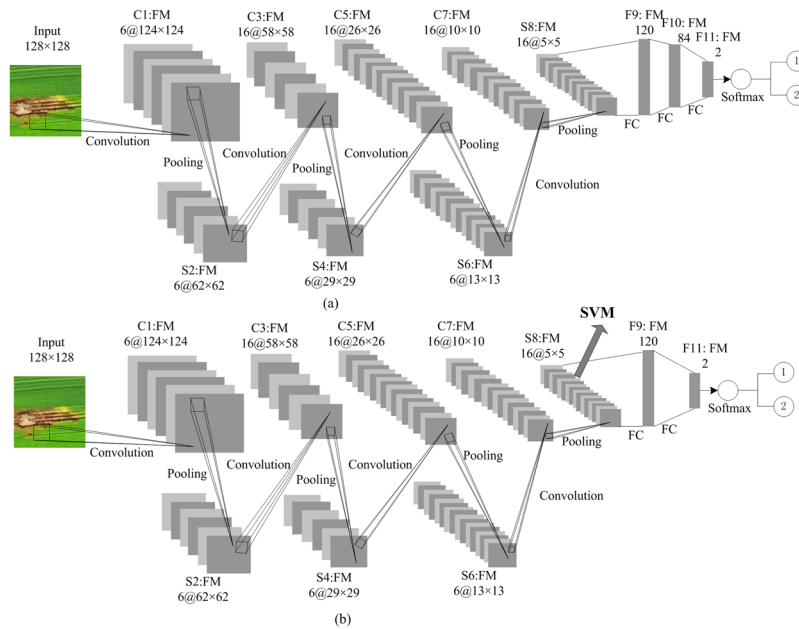 Input
128×128
C1:FM
6@124×124
C3:FM
16@58×58
C5:FM
16@26×26
C7:FM
16@10×10
S8:FM
16@5×5
F9: FM
120
F10: FM
84
F11: FM
2
Softmax
1
2
Convolution
Pooling
Convolution
Pooling
Convolution
Pooling
Convolution
Pooling
FC
FC
FC
S2:FM
6@62×62
S4:FM
6@29×29
S6:FM
6@13×13
(a)
SVM
Input
128×128
C1:FM
6@124×124
C3:FM
16@58×58
C5:FM
16@26×26
C7:FM
16@10×10
S8:FM
16@5×5
F9: FM
120
F11: FM
2
Softmax
1
2
Convolution
Pooling
Convolution
Pooling
Convolution
Pooling
Convolution
Pooling
FC
FC
S2:FM
6@62×62
S4:FM
6@29×29
S6:FM
6@13×13
(b)